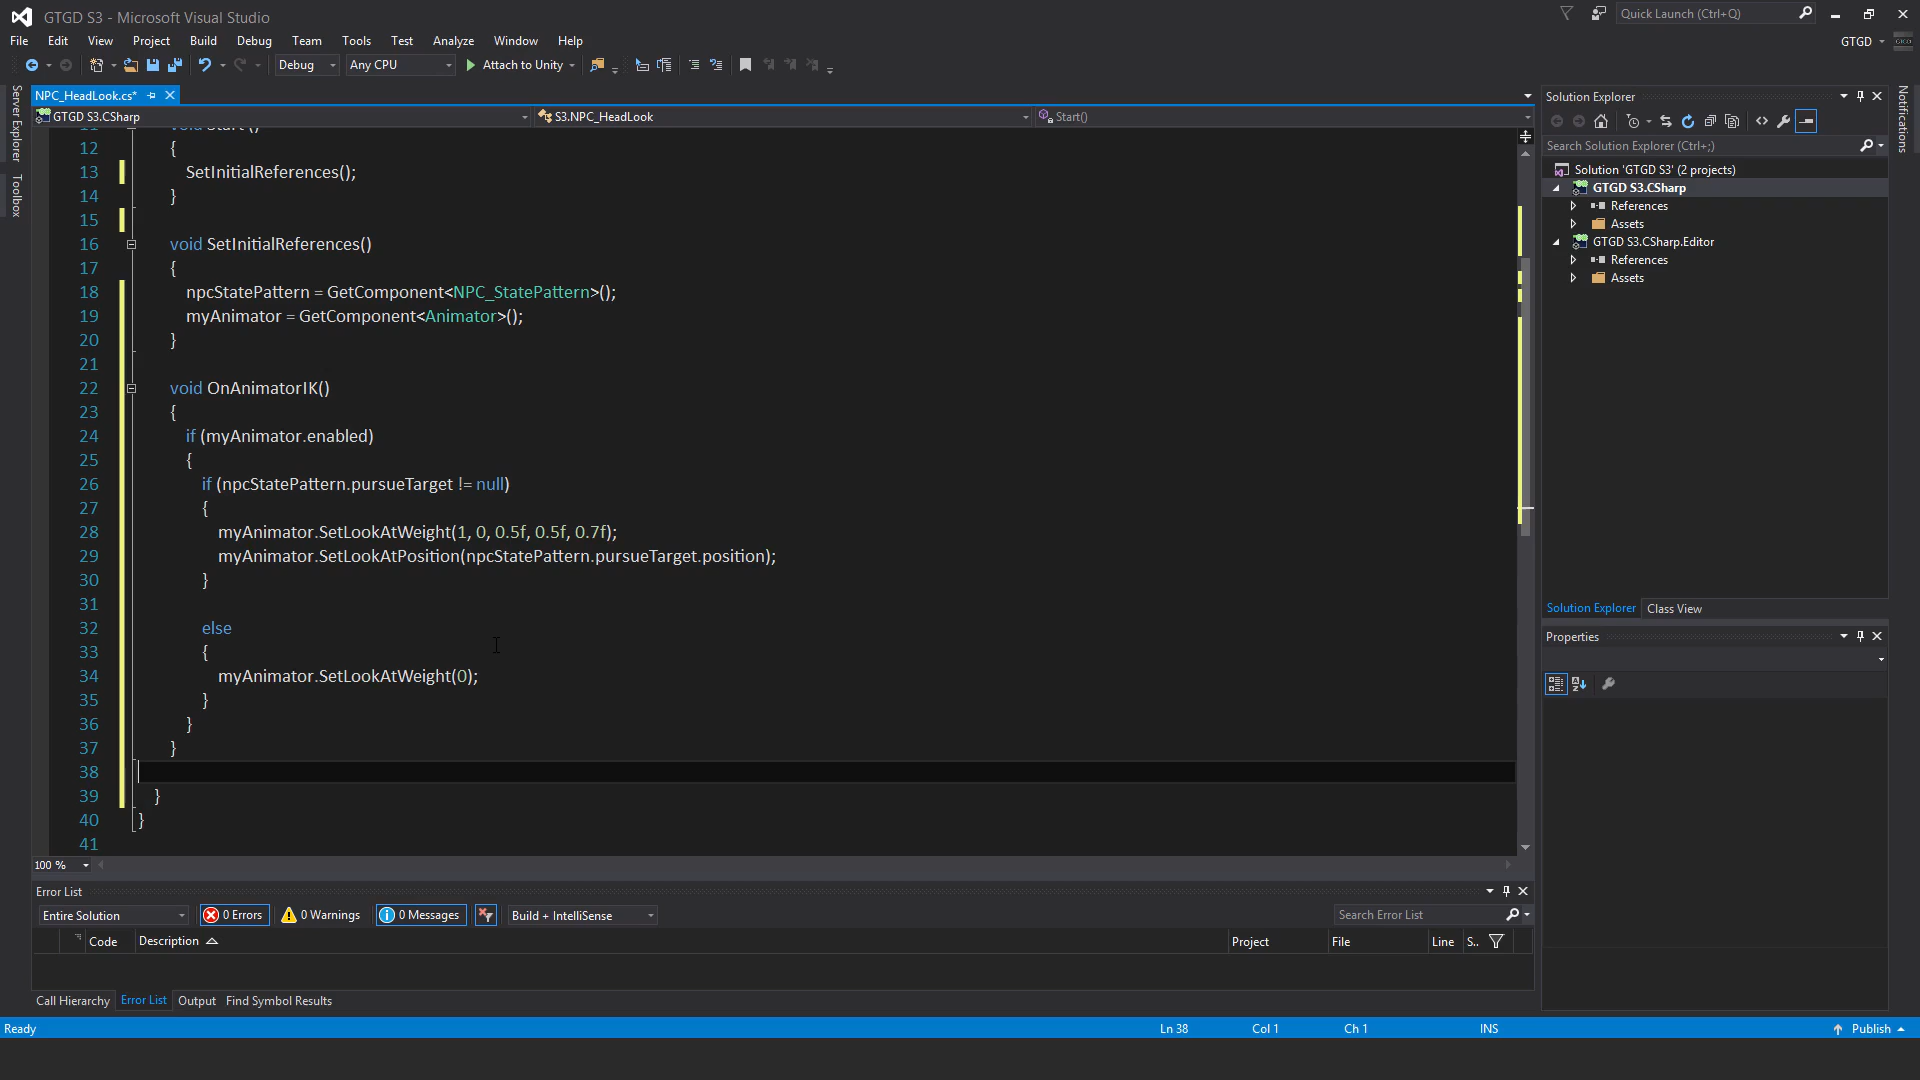 GTGD S3 - Microsoft Visual Studio
Quick Launch (Ctrl+Q)
File Edit View Project Build Debug Team Tools Test Analyze Window Help
GTGD
Debug Any CPU Attach to Unity
Server Explorer
Toolbox
NPC_HeadLook.cs*
GTGD S3.CSharp
S3.NPC_HeadLook
Start()
11 void Start ()
12 {
13 SetInitialReferences();
14 }
15
16 void SetInitialReferences()
17 {
18 npcStatePattern = GetComponent<NPC_StatePattern>();
19 myAnimator = GetComponent<Animator>();
20 }
21
22 void OnAnimatorIK()
23 {
24 if (myAnimator.enabled)
25 {
26 if (npcStatePattern.pursueTarget != null)
27 {
28 myAnimator.SetLookAtWeight(1, 0, 0.5f, 0.5f, 0.7f);
29 myAnimator.SetLookAtPosition(npcStatePattern.pursueTarget.position);
30 }
31
32 else
33 {
34 myAnimator.SetLookAtWeight(0);
35 }
36 }
37 }
38
39 }
40 }
41
100 %
Error List
Entire Solution 0 Errors 0 Warnings 0 Messages Build + IntelliSense Search Error List
Code Description Project File Line S..
Call Hierarchy Error List Output Find Symbol Results
Solution Explorer
Search Solution Explorer (Ctrl+;)
Solution 'GTGD S3' (2 projects)
GTGD S3.CSharp
References
Assets
GTGD S3.CSharp.Editor
References
Assets
Solution Explorer Class View
Properties
Notifications
Ready Ln 38 Col 1 Ch 1 INS Publish